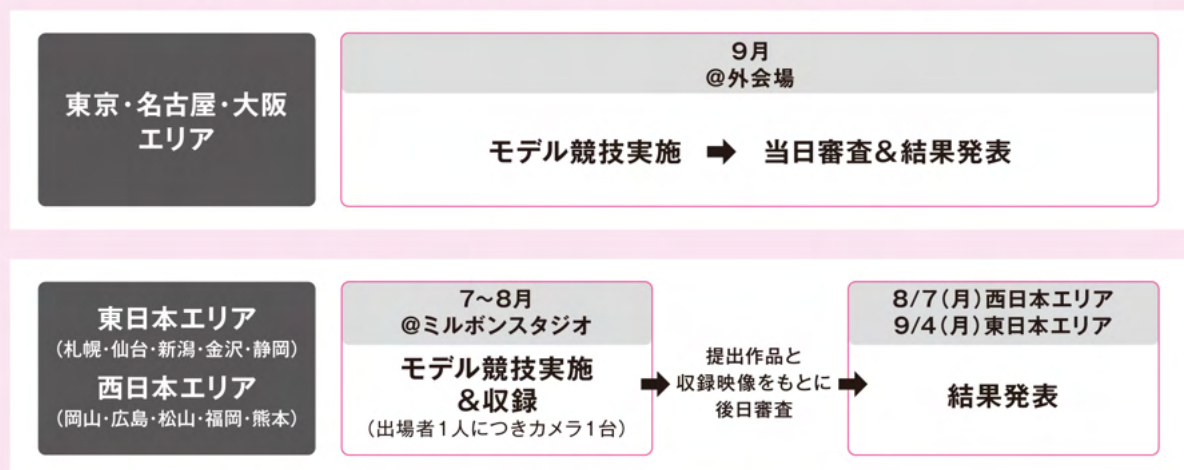 東京・名古屋・大阪
エリア
9月
@外会場
モデル競技実施 ➡ 当日審査&結果発表
東日本エリア
(札幌・仙台・新潟・金沢・静岡)
西日本エリア
(岡山・広島・松山・福岡・熊本)
7~8月
@ミルボンスタジオ
モデル競技実施
&収録
(出場者1人につきカメラ1台)
➡
提出作品と
収録映像をもとに
後日審査
➡
8/7(月)西日本エリア
9/4(月)東日本エリア
結果発表